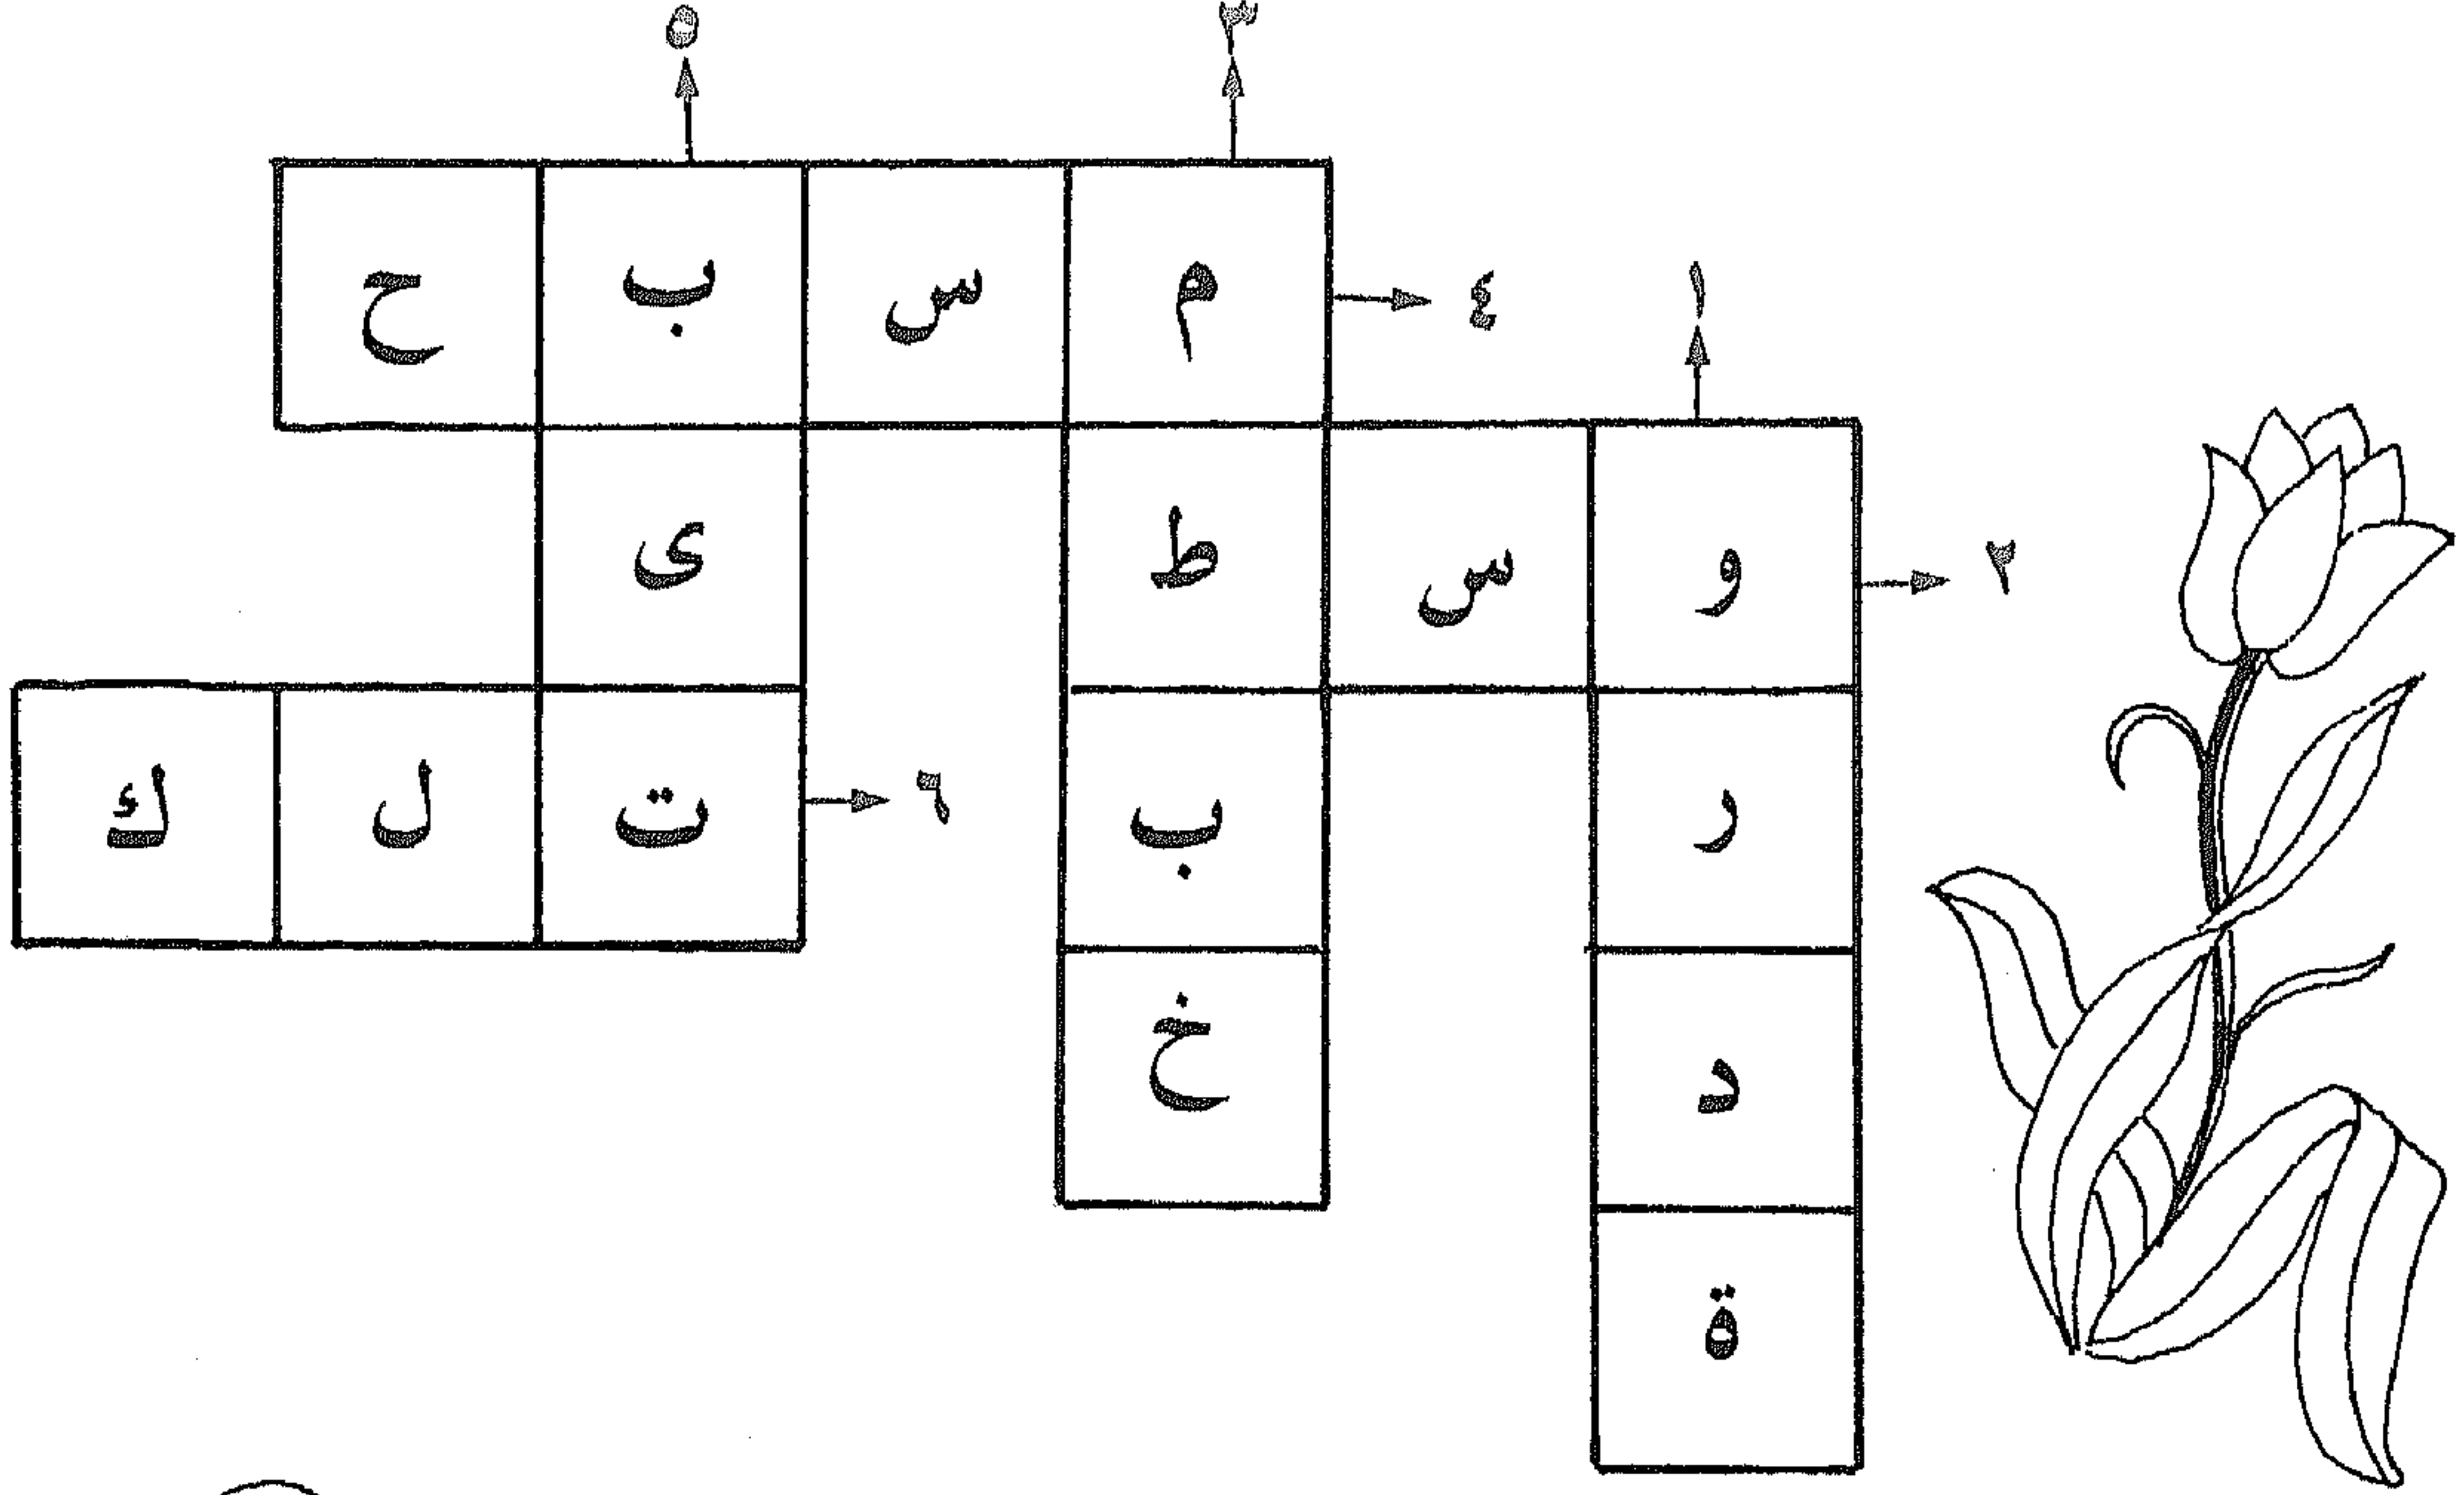 ٥ ٣
م س ب ح ٤ ١
و س ط ى ٢
ر ب ت ل ك ٦
د خ
ة